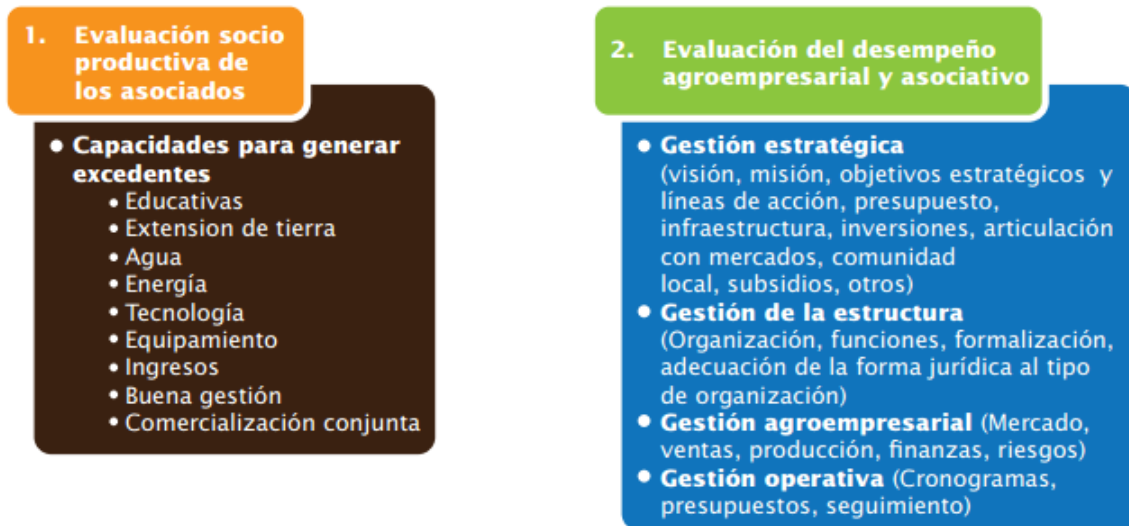 1. Evaluación socio
productiva de
los asociados
• Capacidades para generar
excedentes
• Educativas
• Extension de tierra
• Agua
• Energía
• Tecnología
• Equipamiento
• Ingresos
• Buena gestión
• Comercialización conjunta
2. Evaluación del desempeño
agroempresarial y asociativo
• Gestión estratégica
(visión, misión, objetivos estratégicos y
líneas de acción, presupuesto,
infraestructura, inversiones, articulación
con mercados, comunidad
local, subsidios, otros)
• Gestión de la estructura
(Organización, funciones, formalización,
adecuación de la forma jurídica al tipo
de organización)
• Gestión agroempresarial (Mercado,
ventas, producción, finanzas, riesgos)
• Gestión operativa (Cronogramas,
presupuestos, seguimiento)